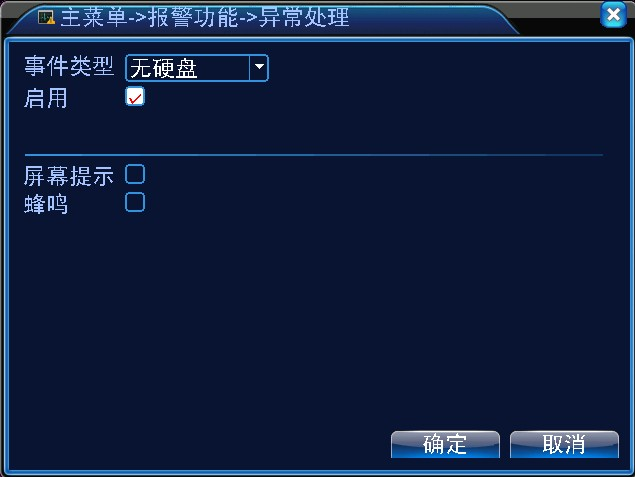 主菜单->报警功能->异常处理
事件类型 无硬盘
启用
屏幕提示
蜂鸣
确定 取消